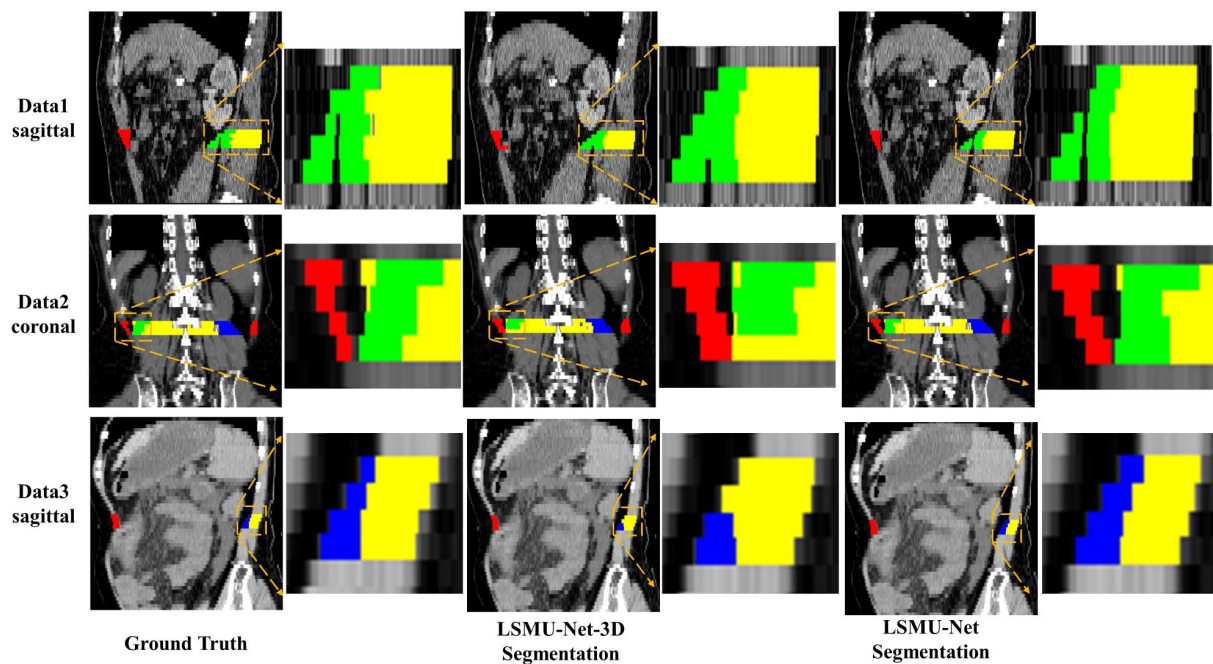 Data1
sagittal
Data2
coronal
Data3
sagittal
Ground Truth
LSMU-Net-3D
Segmentation
LSMU-Net
Segmentation